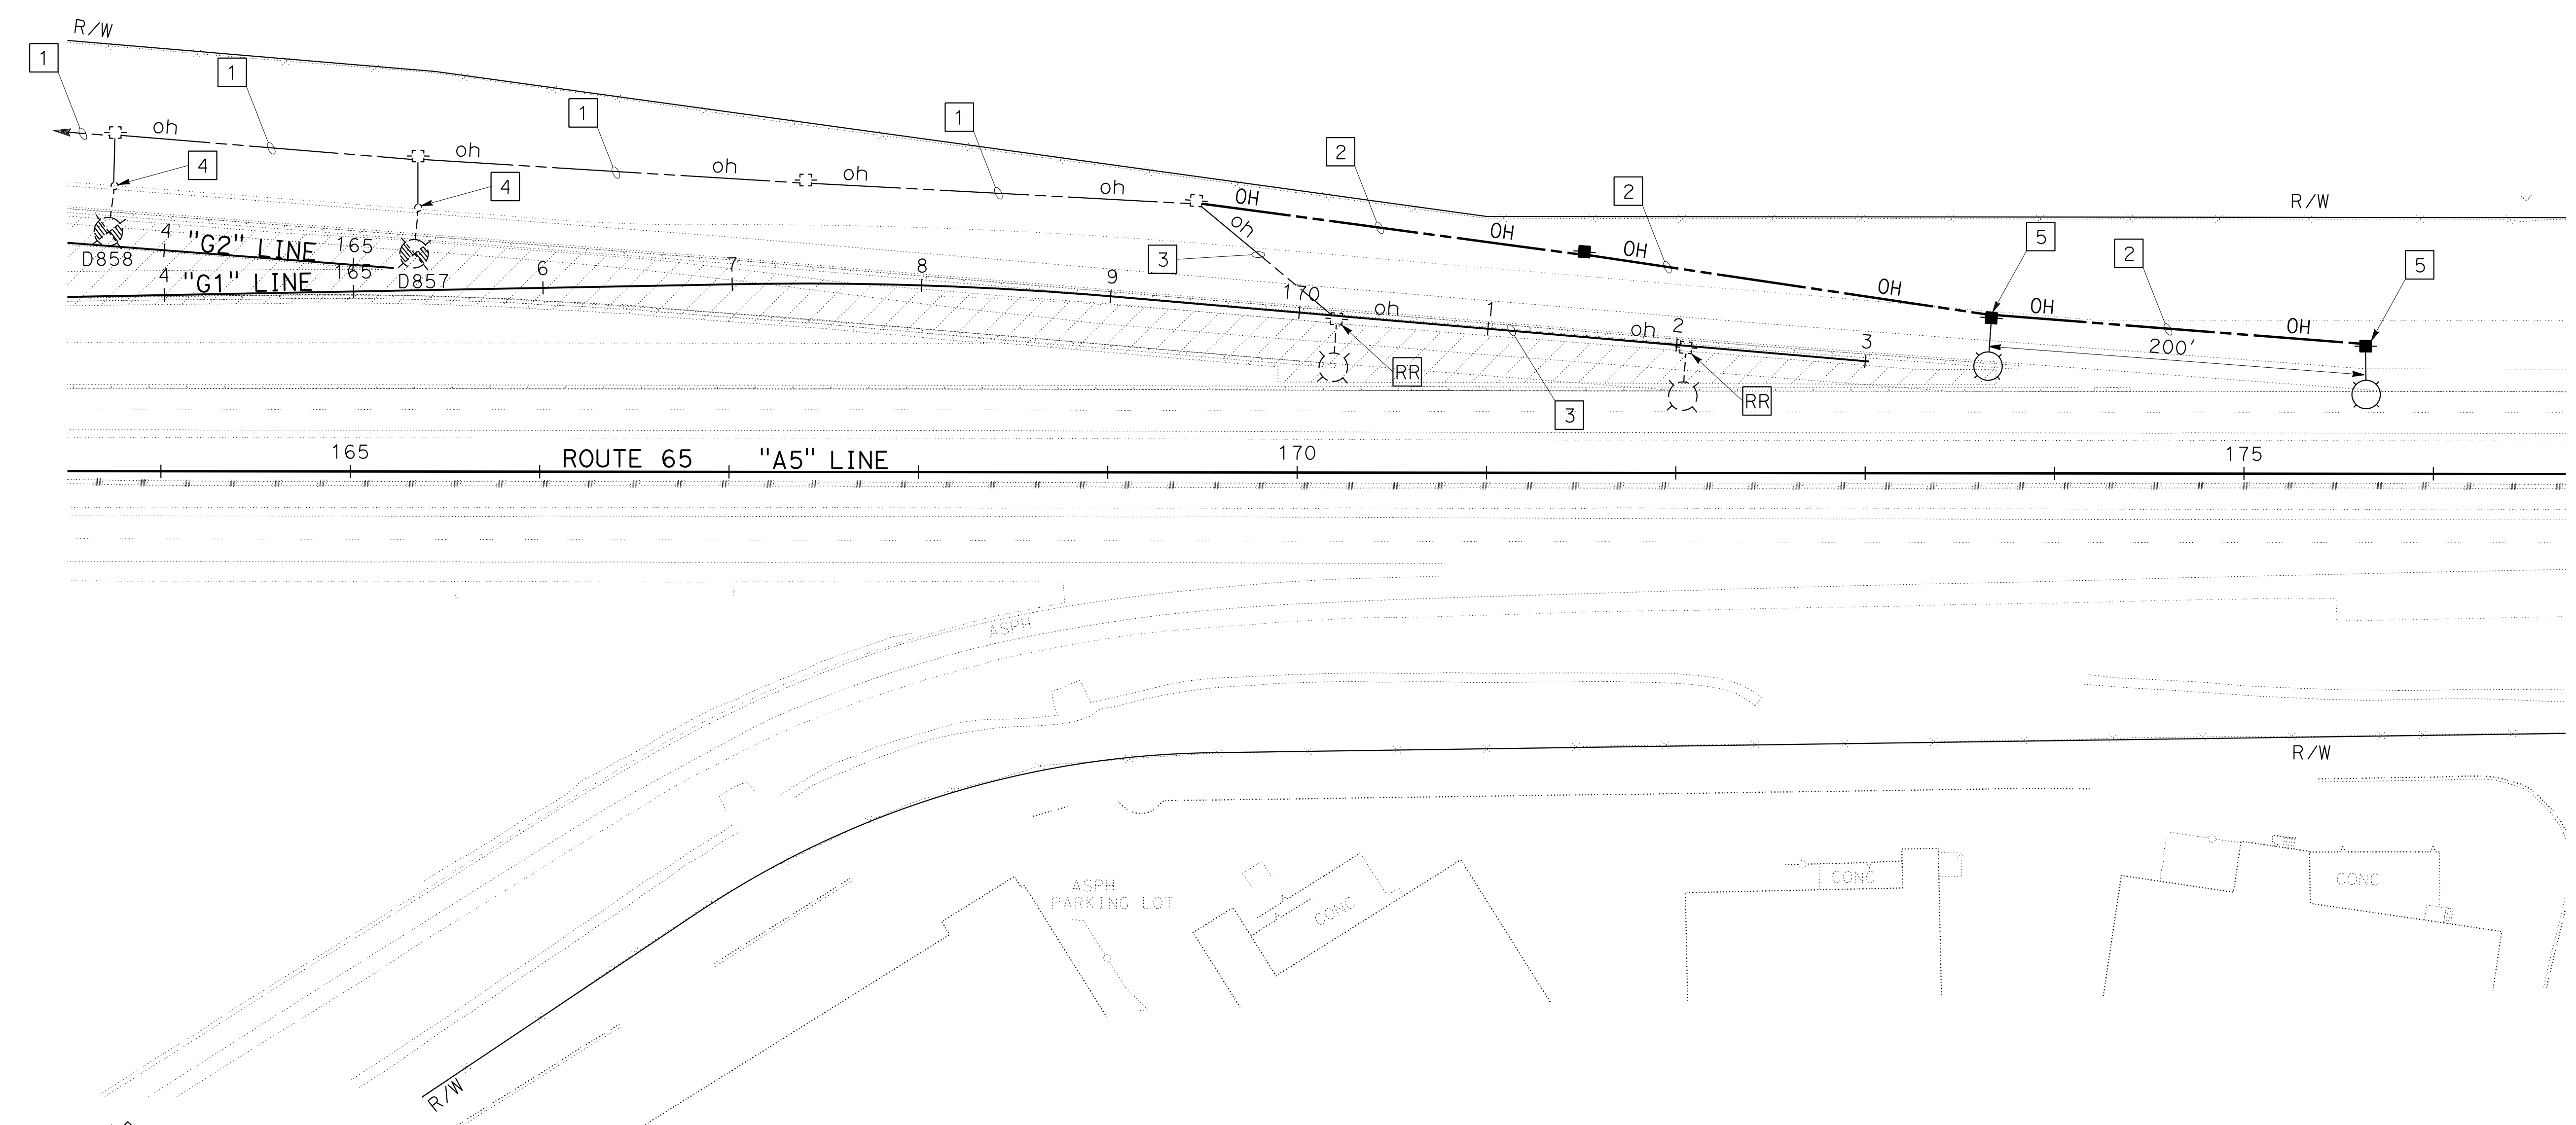 R/W
1
1
1
1
2
2
5
2
5
oh
oh
oh
oh
oh
OH
OH
OH
OH
OH
OH
R/W
4
4
3
oh
D858
4
"G2" LINE
165
D857
4
"G1" LINE
165
6
7
8
9
170
oh
1
oh
2
3
RR
RR
3
200'
165
ROUTE 65
"A5" LINE
170
175
ASPH
R/W
R/W
ASPH
PARKING LOT
CONC
CONC
CONC